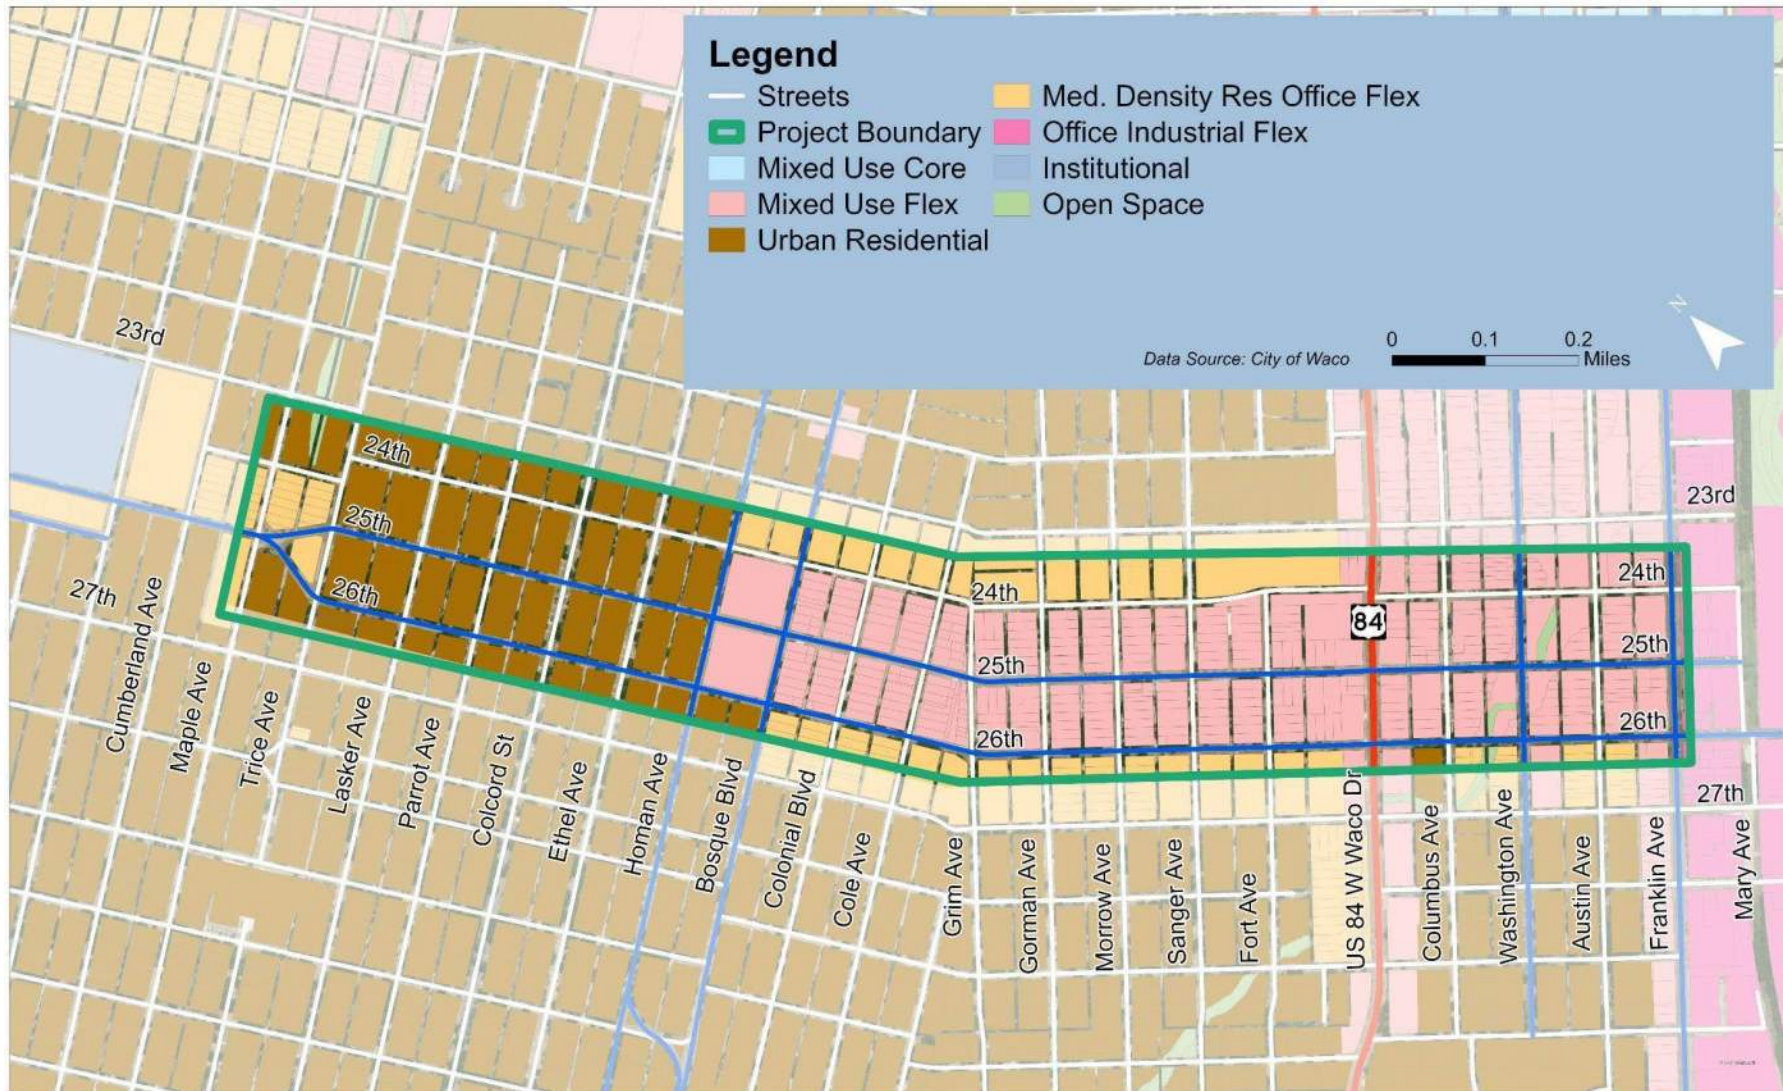 Legend
Streets
Project Boundary
Mixed Use Core
Mixed Use Flex
Urban Residential
Med. Density Res Office Flex
Office Industrial Flex
Institutional
Open Space
N
Data Source: City of Waco
0 0.1 0.2
Miles
23rd
24th
25th
26th
27th
23rd
24th
24th
84
25th
25th
26th
26th
27th
Cumberland Ave
Maple Ave
Trice Ave
Lasker Ave
Parrot Ave
Colcord St
Ethel Ave
Homan Ave
Bosque Blvd
Colonial Blvd
Cole Ave
Grim Ave
Gorman Ave
Morrow Ave
Sanger Ave
Fort Ave
US 84 W Waco Dr
Columbus Ave
Washington Ave
Austin Ave
Franklin Ave
Mary Ave